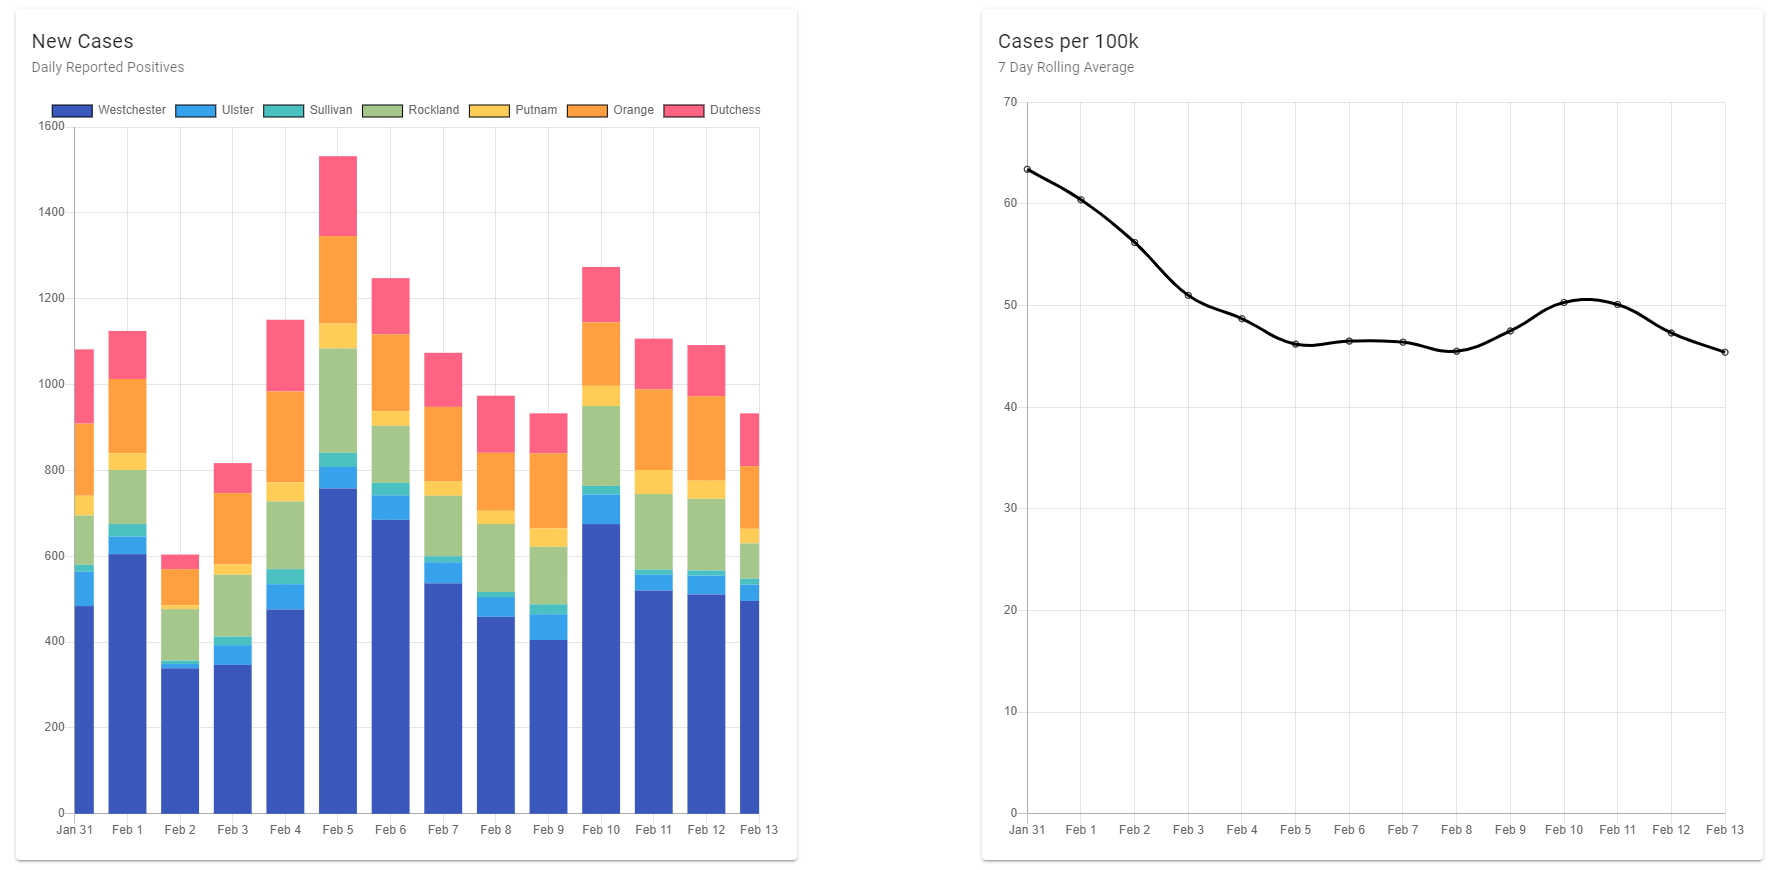 New Cases
Daily Reported Positives
Westchester Ulster Sullivan Rockland Putnam Orange Dutchess
1600
1400
1200
1000
800
600
400
200
0
Jan 31 Feb 1 Feb 2 Feb 3 Feb 4 Feb 5 Feb 6 Feb 7 Feb 8 Feb 9 Feb 10 Feb 11 Feb 12 Feb 13
Cases per 100k
7 Day Rolling Average
70
60
50
40
30
20
10
0
Jan 31 Feb 1 Feb 2 Feb 3 Feb 4 Feb 5 Feb 6 Feb 7 Feb 8 Feb 9 Feb 10 Feb 11 Feb 12 Feb 13